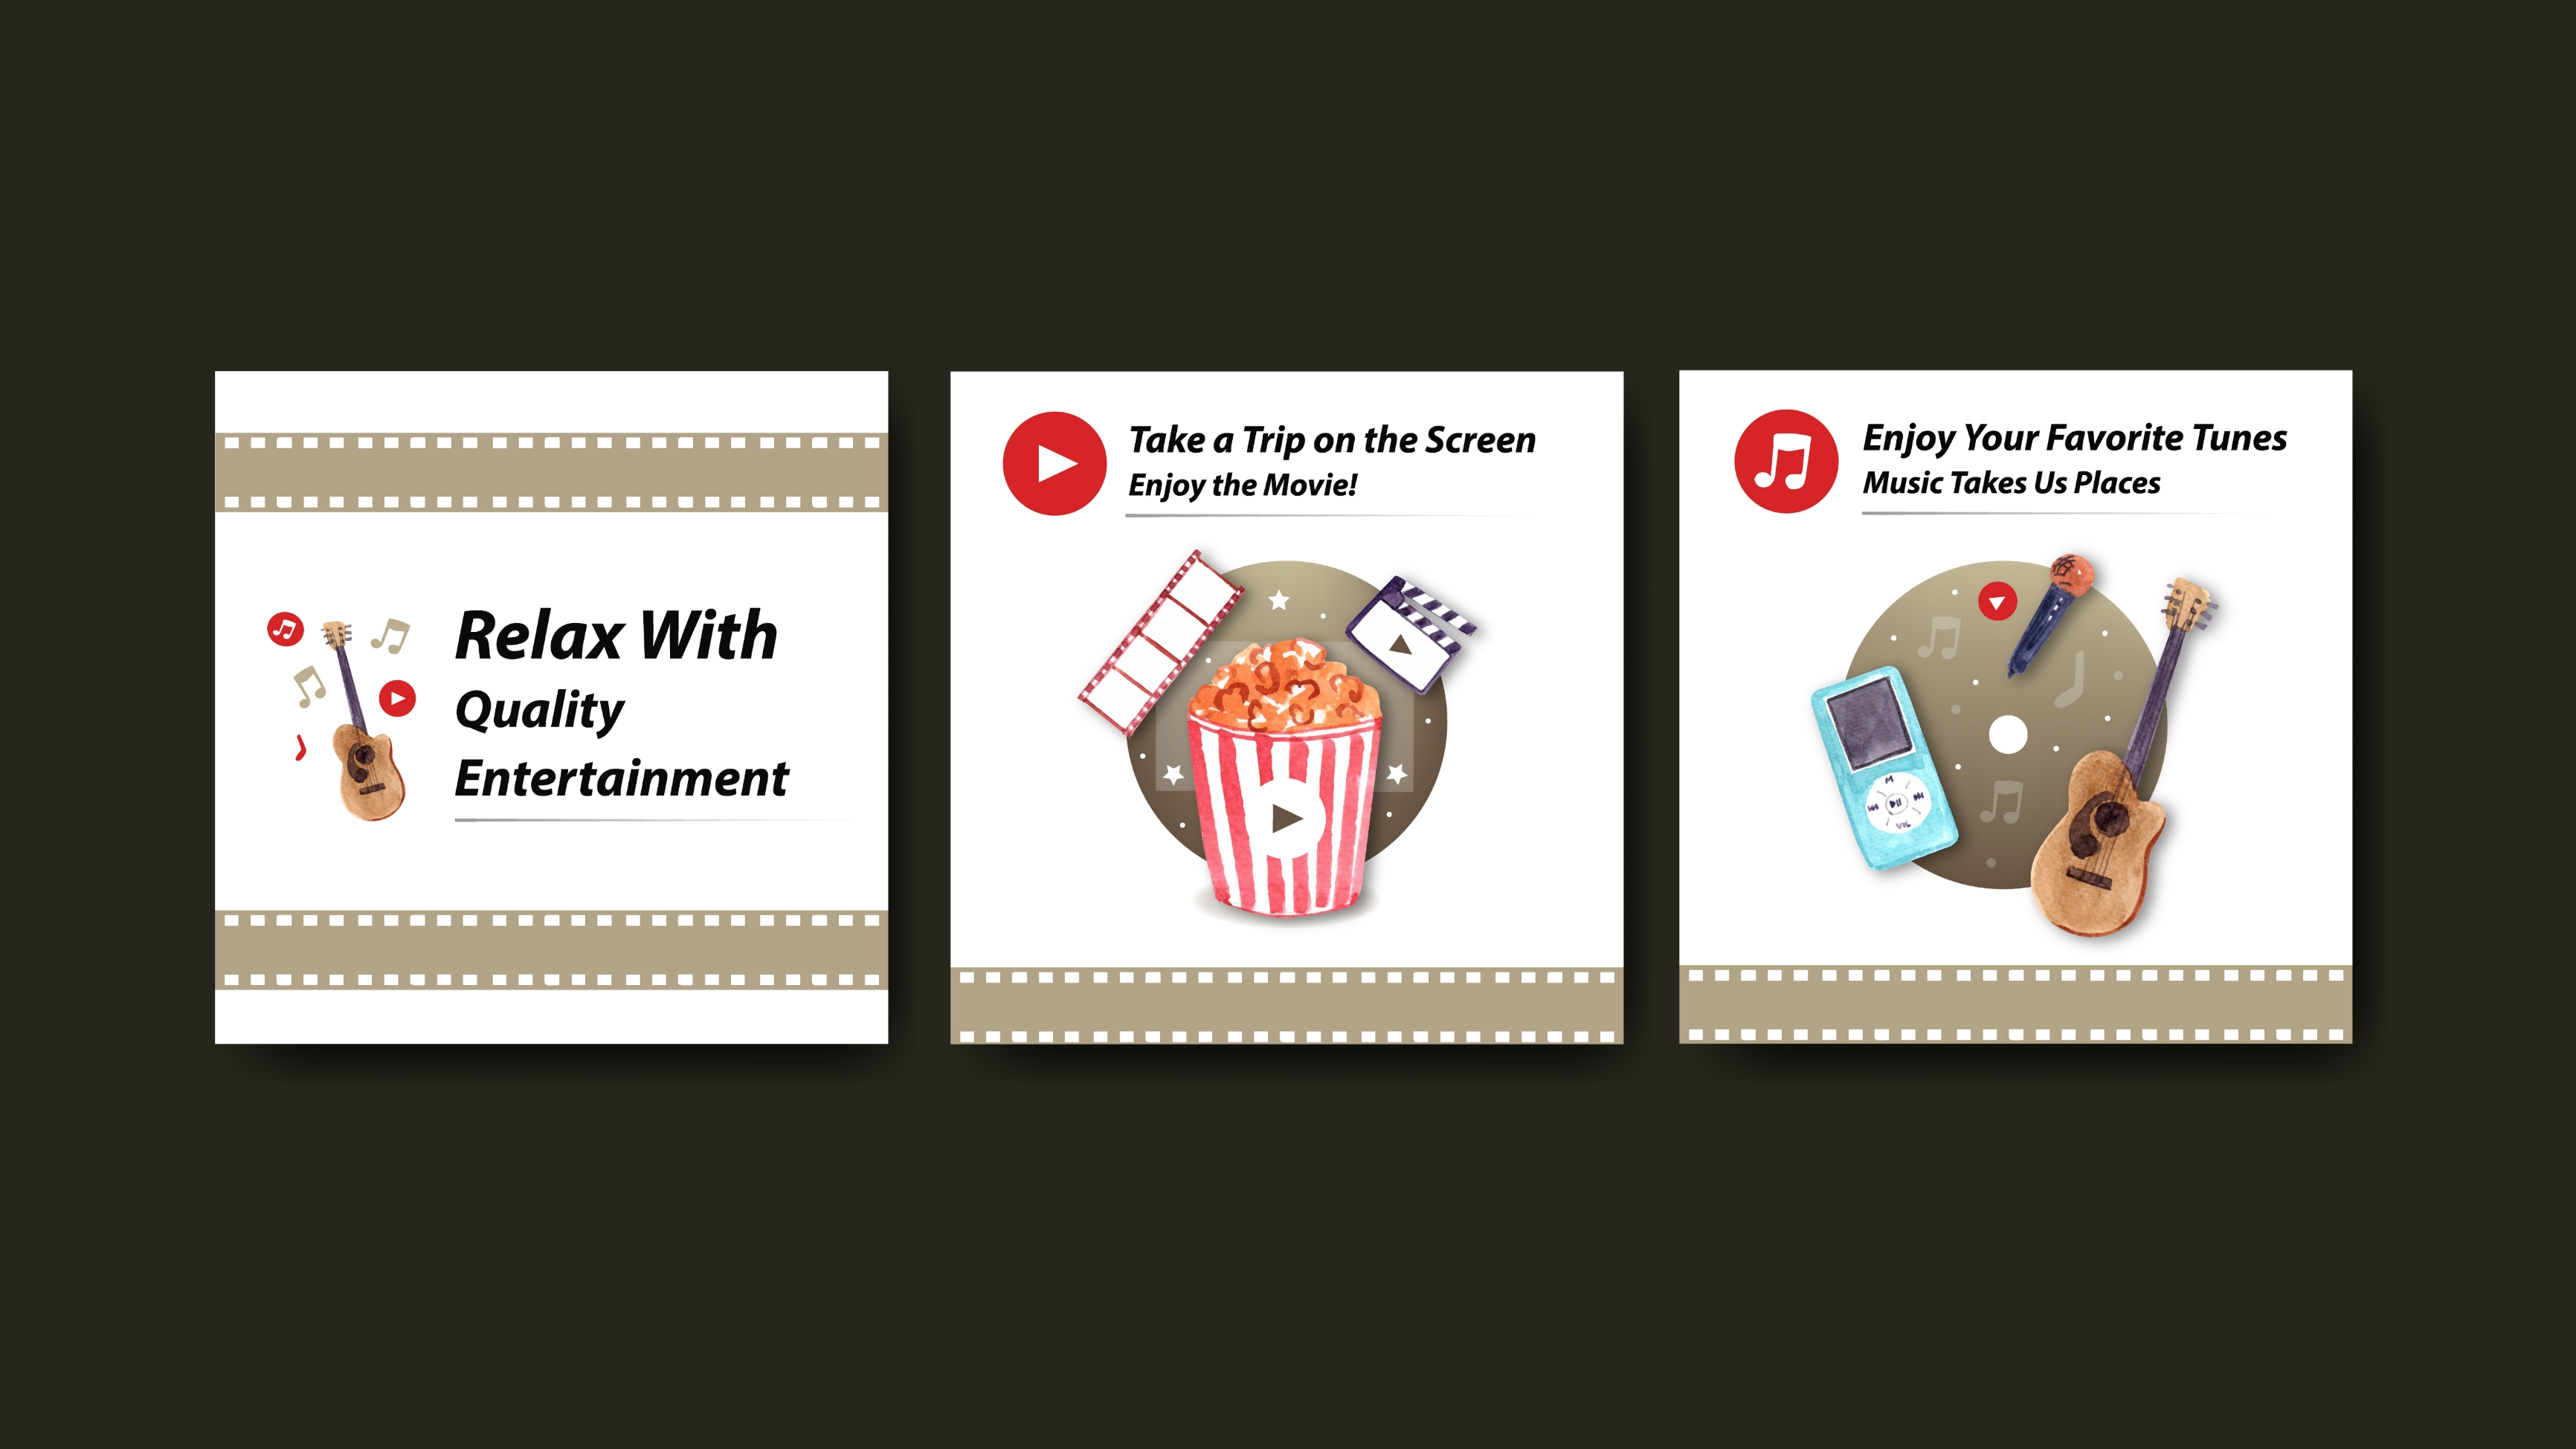 Relax With
Quality
Entertainment
Take a Trip on the Screen
Enjoy the Movie!
Enjoy Your Favorite Tunes
Music Takes Us Places
M
VOL